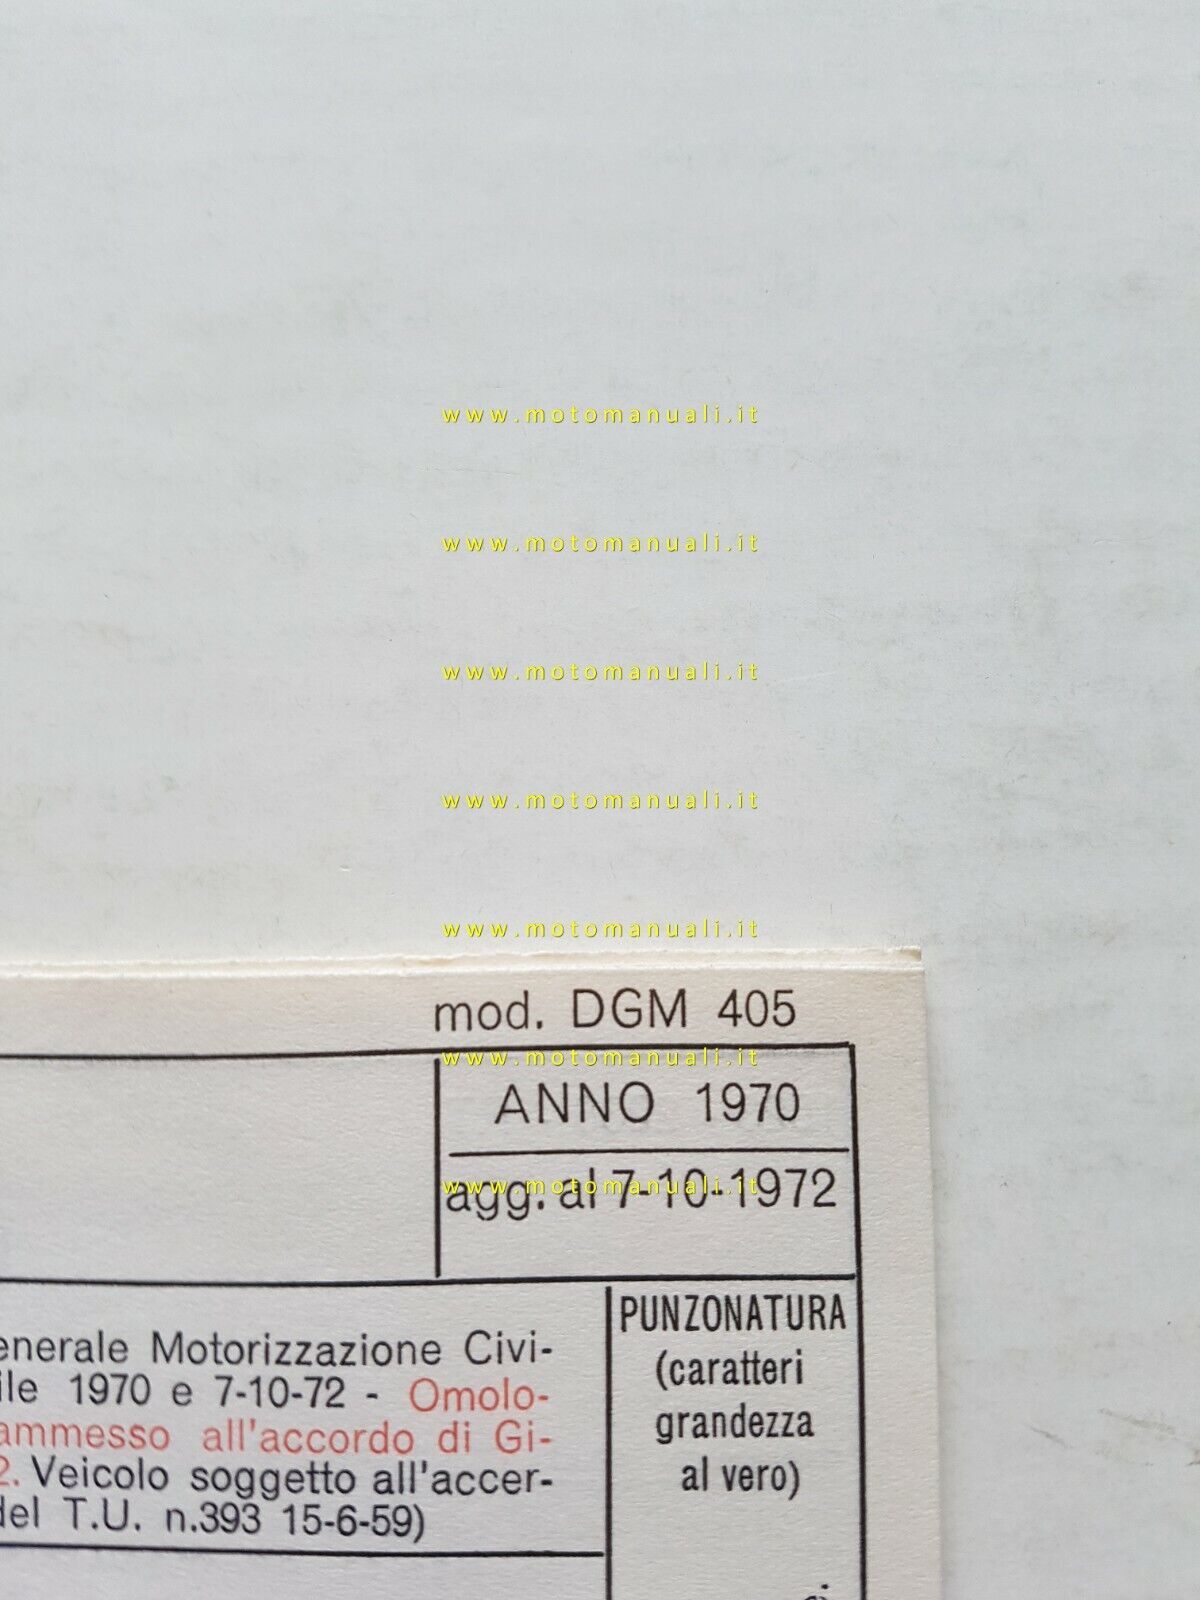 www.motomanuali.it
www.motomanuali.it
www.motomanuali.it
www.motomanuali.it
www.motomanuali.it
mod. DGM 405
www.motomanuali.it
ANNO 1970
agg. al 7-10-1972
www.motomanuali.it
PUNZONATURA
(caratteri
grandezza
al vero)
enerale Motorizzazione Civi-
ile 1970 e 7-10-72 - Omolo-
ammesso all'accordo di Gi-
2. Veicolo soggetto all'accer-
del T.U. n.393 15-6-59)